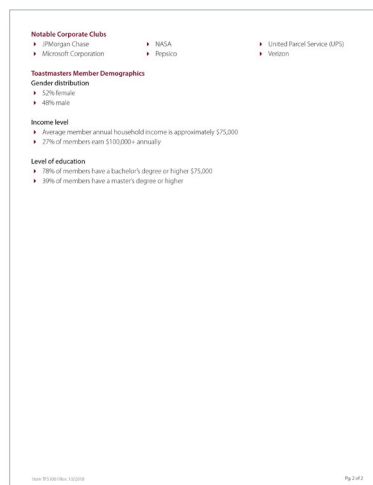 Notable Corporate Clubs
JPMorgan Chase
Microsoft Corporation
NASA
Pepsico
United Parcel Service (UPS)
Verizon
Toastmasters Member Demographics
Gender distribution
52% female
48% male
Income level
Average member annual household income is approximately $75,000
27% of members earn $100,000+ annually
Level of education
78% of members have a bachelor's degree or higher $75,000
39% of members have a master's degree or higher
Pg. 2 of 2